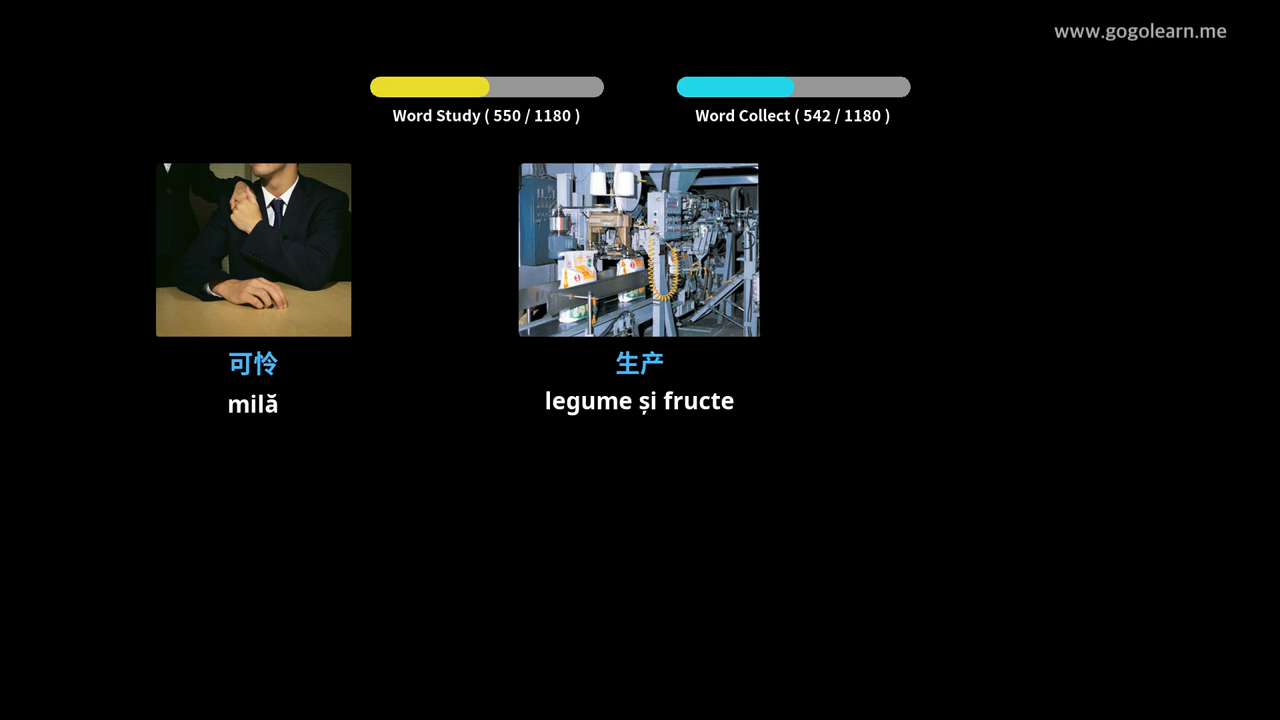 www.gogolearn.me
Word Study ( 550 / 1180 )
Word Collect ( 542 / 1180 )
可怜
milă
生产
legume și fructe